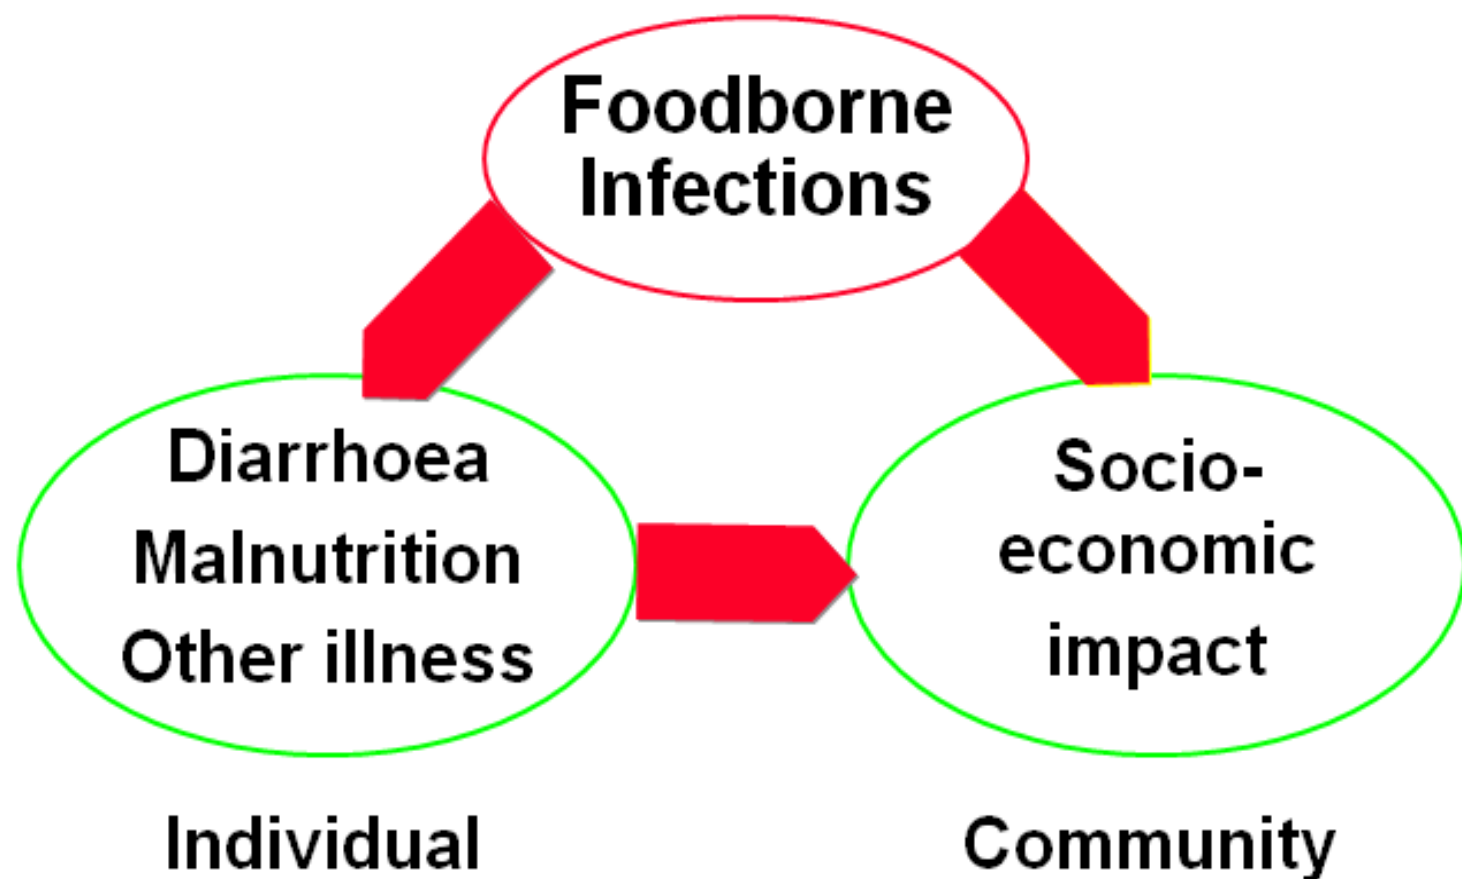 Foodborne
Infections
Diarrhoea
Malnutrition
Other illness
Socio-
economic
impact
Individual
Community